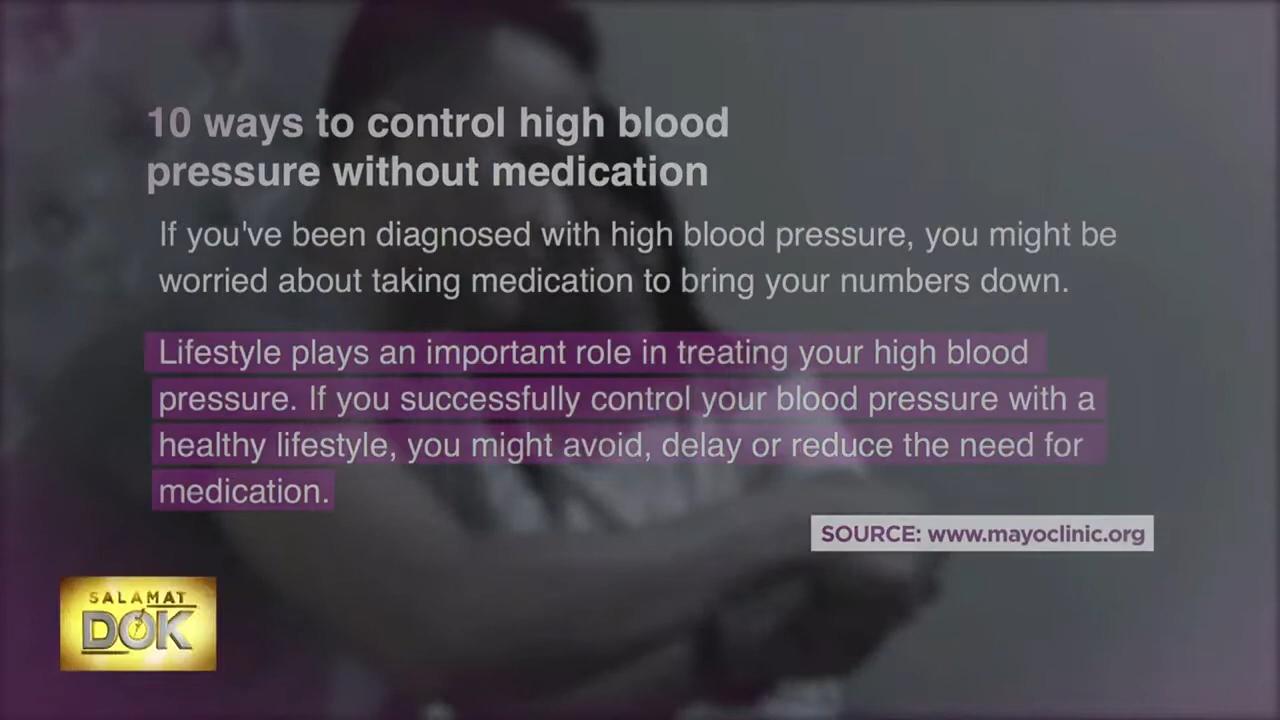 10 ways to control high blood
pressure without medication
If you've been diagnosed with high blood pressure, you might be
worried about taking medication to bring your numbers down.
Lifestyle plays an important role in treating your high blood
pressure. If you successfully control your blood pressure with a
healthy lifestyle, you might avoid, delay or reduce the need for
medication.
SOURCE: www.mayoclinic.org
SALAMAT
DOK